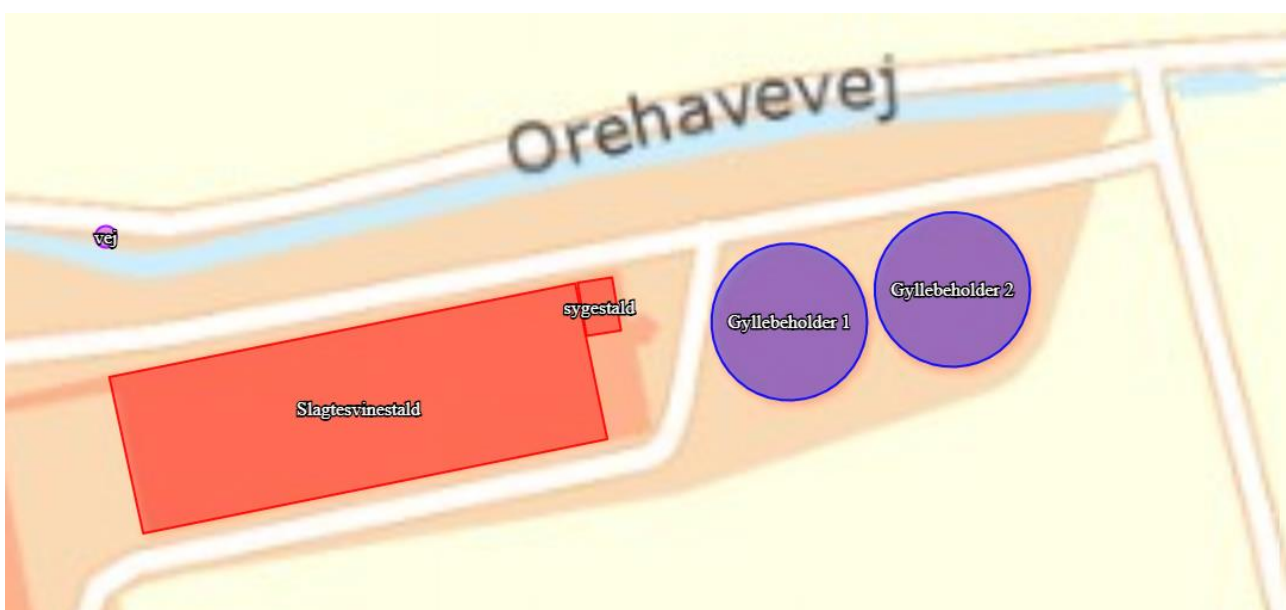 Orehavevej
vej
sygestald
Gyllebeholder 2
Gyllebeholder 1
Slagtesvinestald